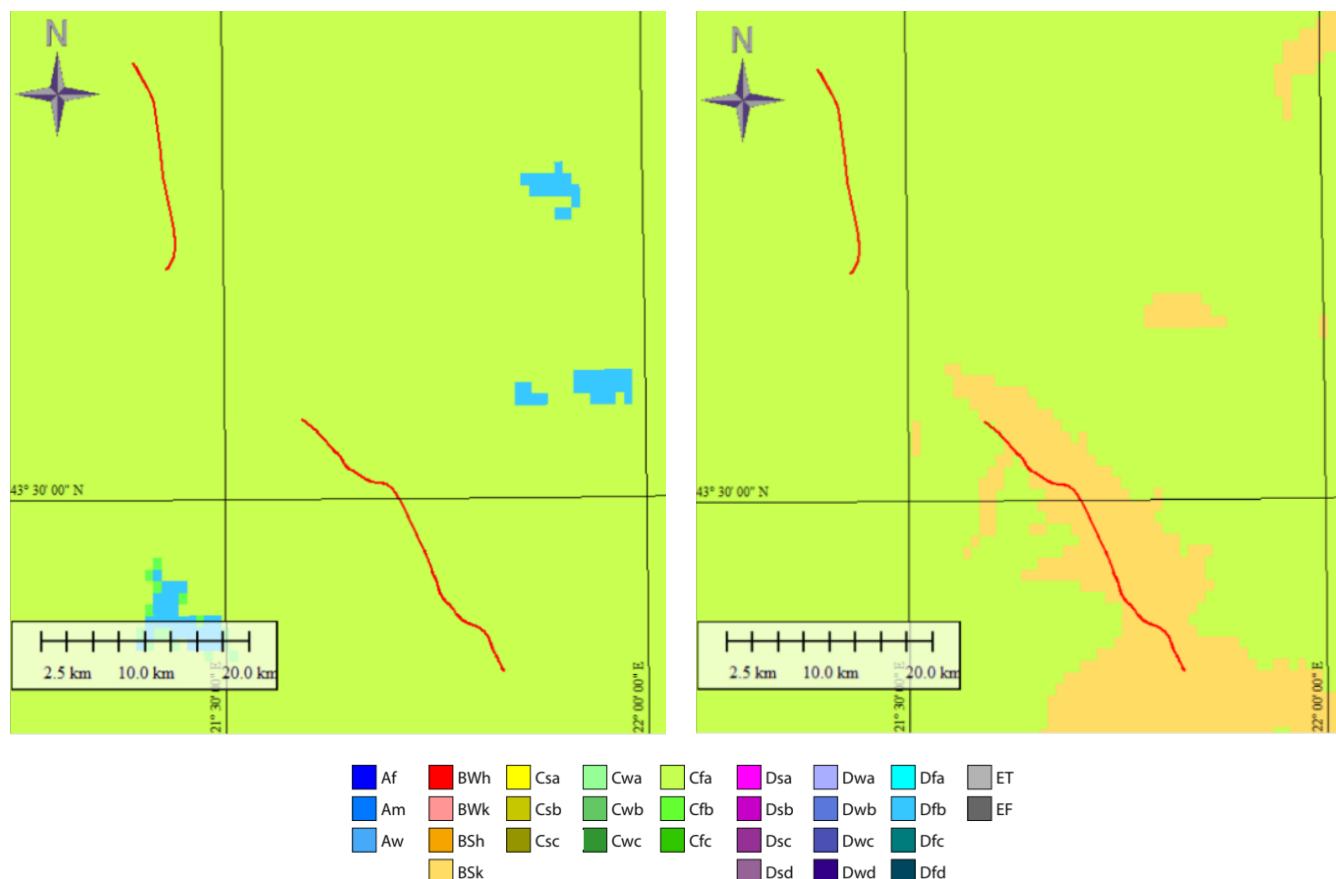 N
43° 30' 00" N
2.5 km 10.0 km 20.0 km
21° 30' 00" E
22° 00' 00" E
N
43° 30' 00" N
2.5 km 10.0 km 20.0 km
21° 30' 00" E
22° 00' 00" E
Af BWh Csa Cwa Cfa Dsa Dwa Dfa ET
Am BWk Csb Cwb Cfb Dsb Dwb Dfb EF
Aw BSh Csc Cwc Cfc Dsc Dwc Dfc
BSk Dsd Dwd Dfd